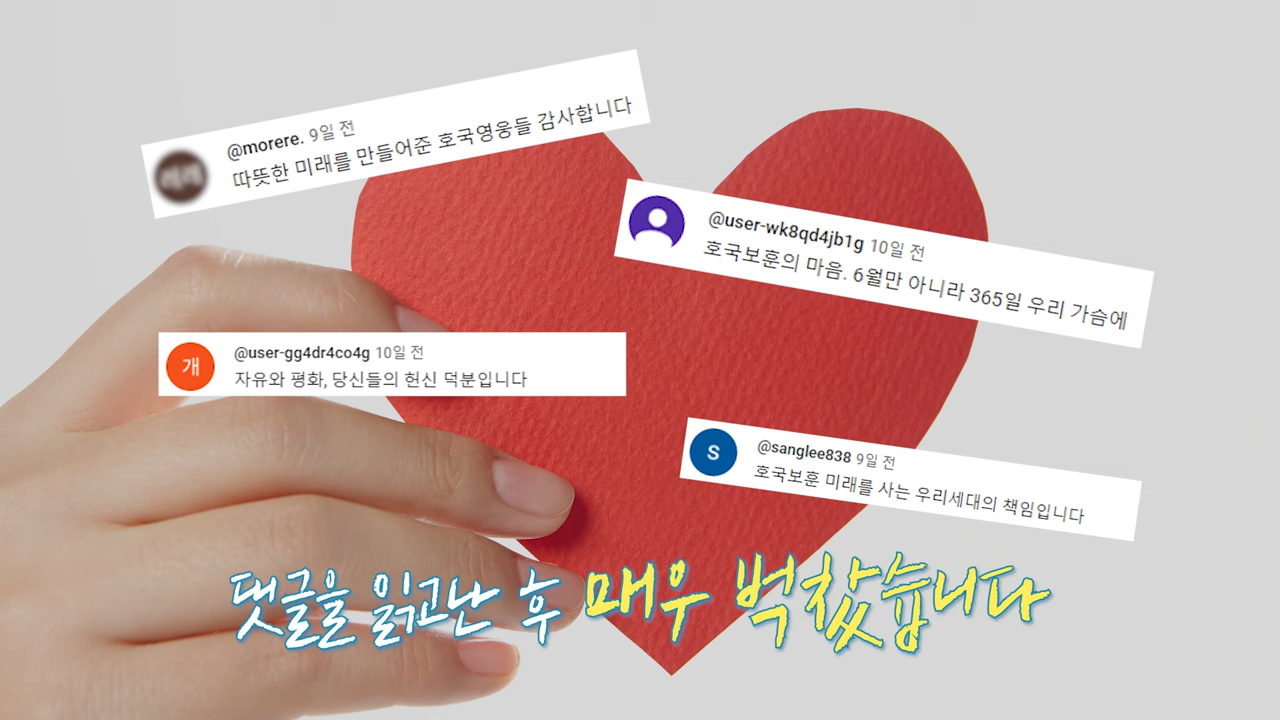 @morere. 9일 전
따뜻한 미래를 만들어준 호국영웅들 감사합니다
@user-wk8qd4jb1g 10일 전
호국보훈의 마음. 6월만 아니라 365일 우리 가슴에
개
@user-gg4dr4co4g 10일 전
자유와 평화, 당신들의 헌신 덕분입니다
S
@sanglee838 9일 전
호국보훈 미래를 사는 우리세대의 책임입니다
댓글을 읽고난 후 매우 벅찼습니다